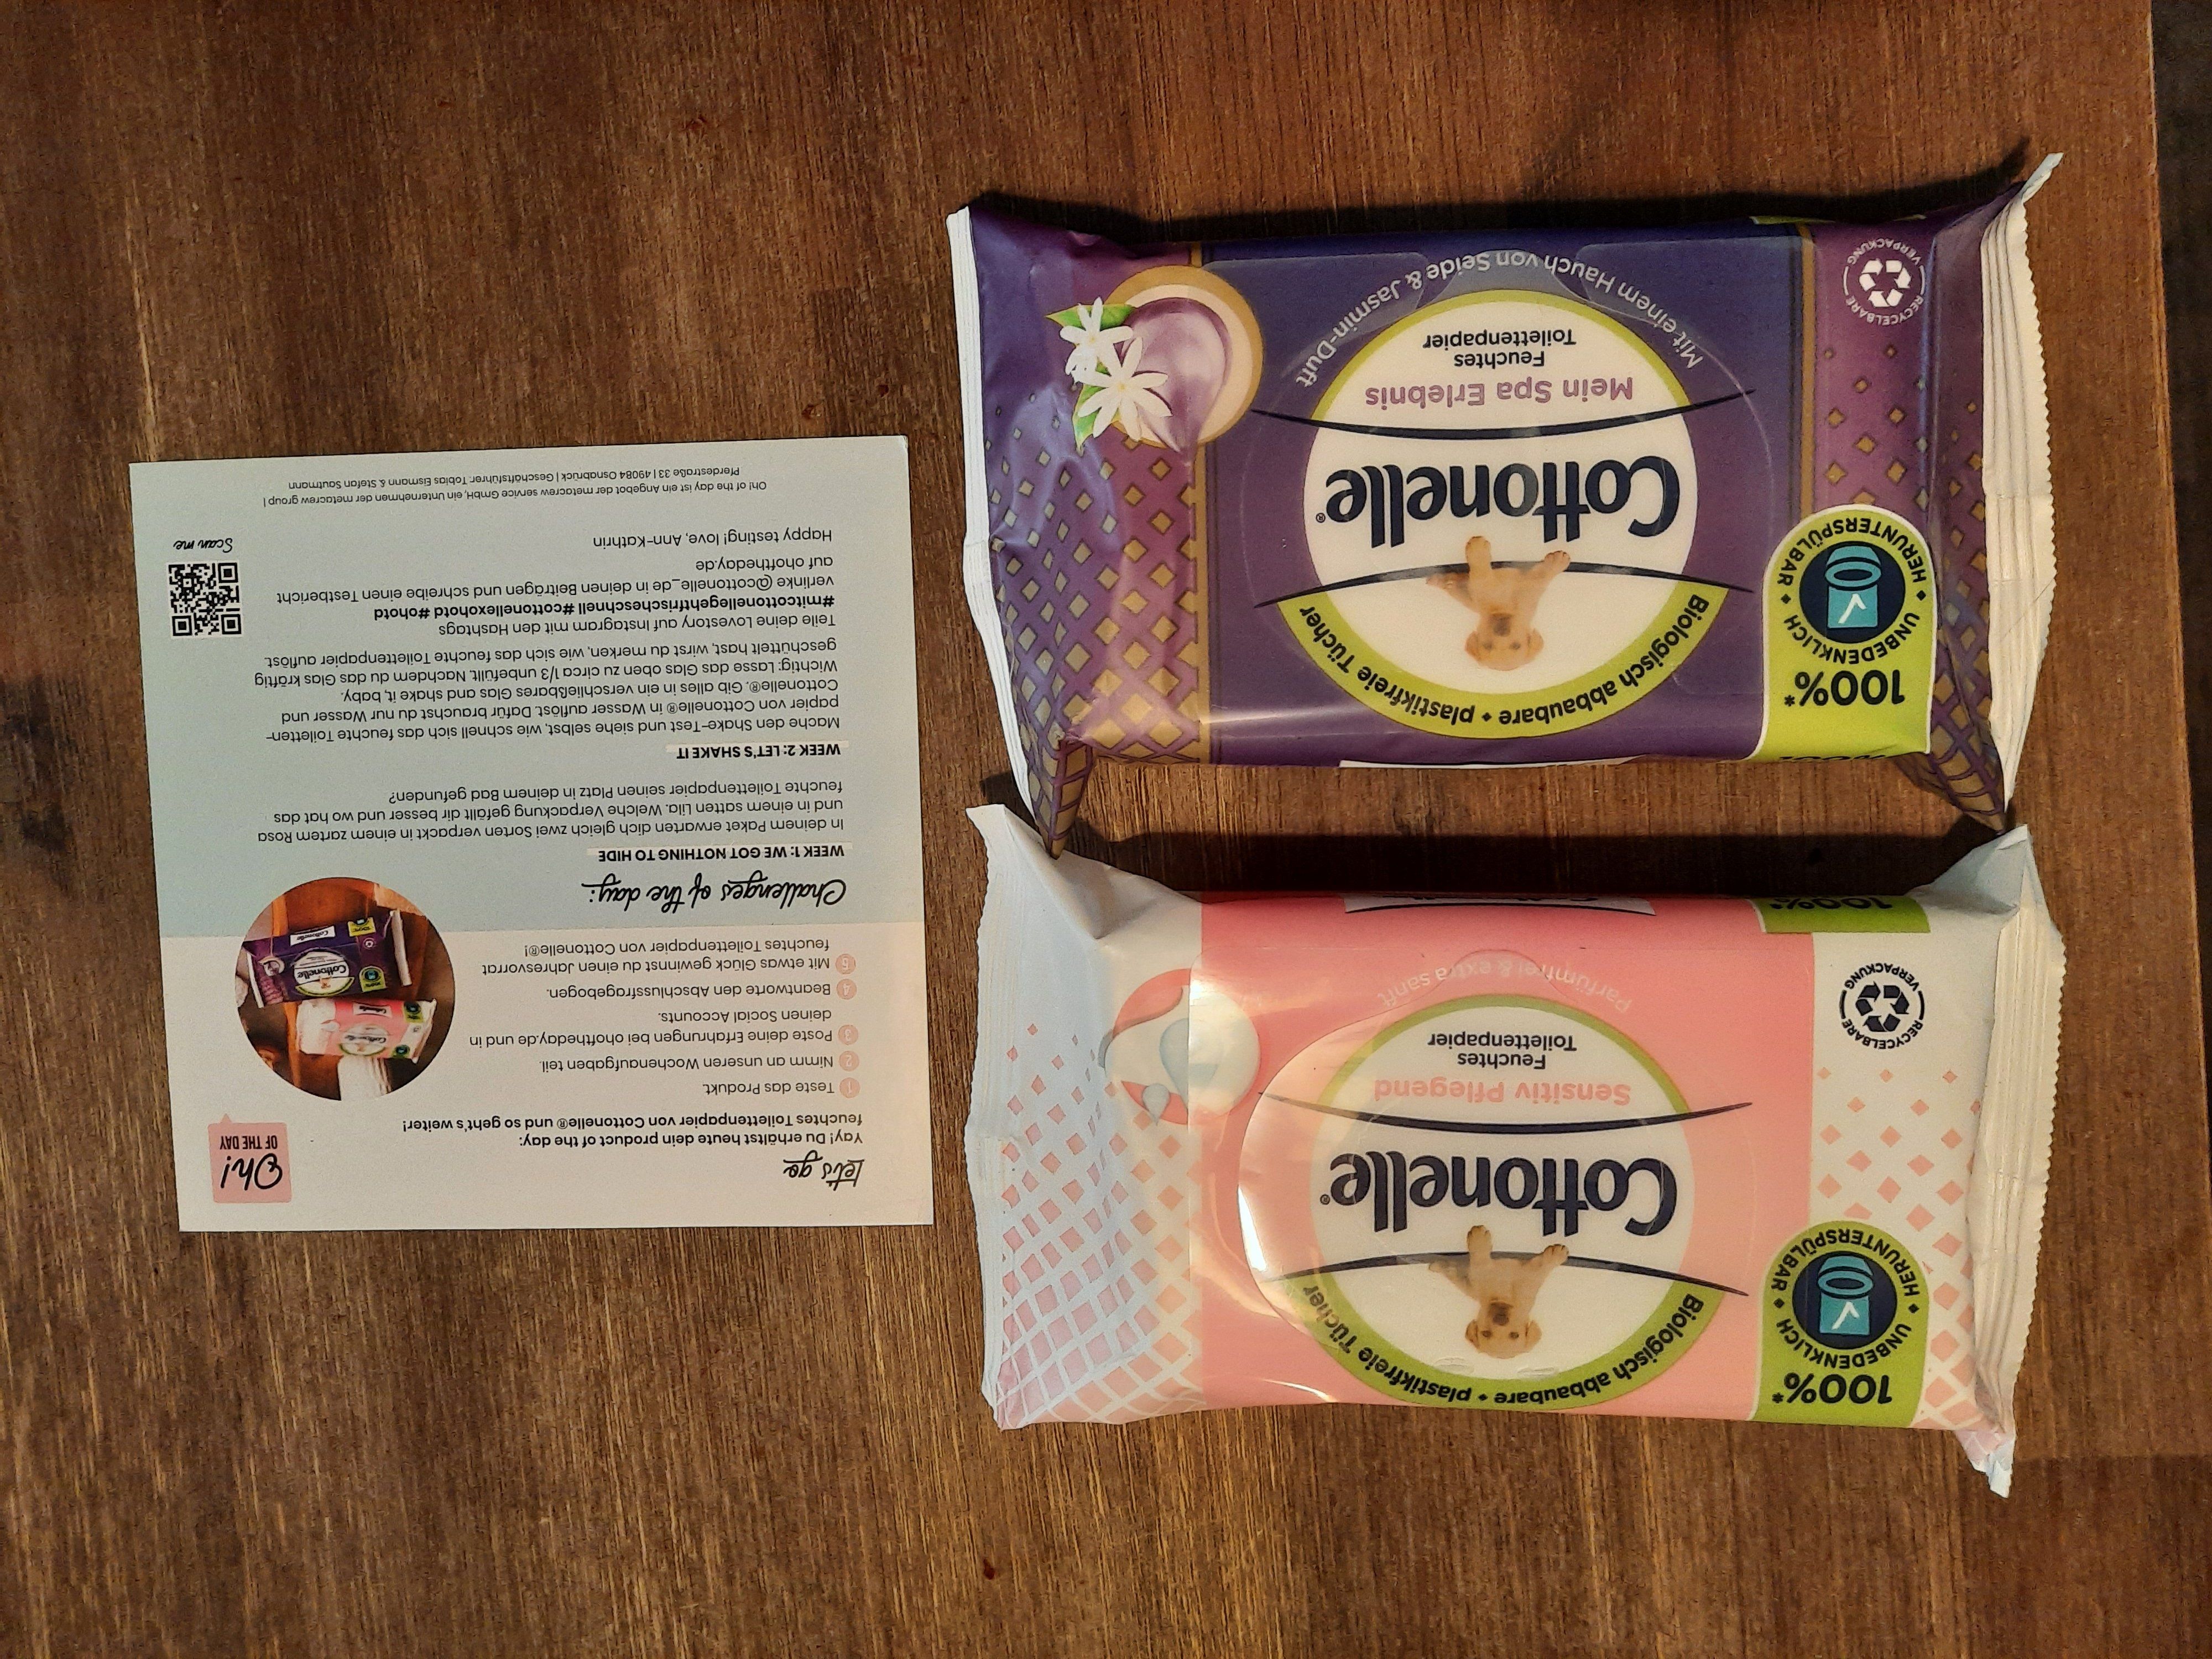 Let's go
Yay! Du erhältst heute dein product of the day:
feuchtes Toilettenpapier von Cottonelle® und so geht's weiter!
Oh!
OF THE DAY
1 Teste das Produkt.
2 Nimm an unseren Wochenaufgaben teil.
3 Poste deine Erfahrungen bei ohoftheday.de und in
deinen Social Accounts.
4 Beantworte den Abschlussfragebogen.
5 Mit etwas Glück gewinnst du einen Jahresvorrat
feuchtes Toilettenpapier von Cottonelle®!
Challenges of the day:
WEEK 1: WE GOT NOTHING TO HIDE
In deinem Paket erwarten dich gleich zwei Sorten verpackt in einem zartem Rosa
und in einem satten Lila. Welche Verpackung gefällt dir besser und wo hat das
feuchte Toilettenpapier seinen Platz in deinem Bad gefunden?
WEEK 2: LET'S SHAKE IT
Mache den Shake-Test und siehe selbst, wie schnell sich das feuchte Toiletten-
papier von Cottonelle® in Wasser auflöst. Dafür brauchst du nur Wasser und
Cottonelle®. Gib alles in ein verschließbares Glas and shake it, baby.
Wichtig: Lasse das Glas oben zu circa 1/3 unbefüllt. Nachdem du das Glas kräftig
geschüttelt hast, wirst du merken, wie sich das feuchte Toilettenpapier auflöst.
Teile deine Lovestory auf Instagram mit den Hashtags
#mitcottonellegehtfrischeschnell #cottonellexohotd #ohotd
verlinke @cottonelle_de in deinen Beiträgen und schreibe einen Testbericht
auf ohoftheday.de
Happy testing! love, Ann-Kathrin
Scan me
Oh! of the day ist ein Angebot der metacrew service GmbH, ein Unternehmen der metacrew group |
Pferdestraße 33 | 49084 Osnabrück | Geschäftsführer: Tobias Eismann & Stefan Sautmann
100%*
UNBEDENKLICH • HERUNTERSPÜLBAR •
Biologisch abbaubare • plastikfreie Tücher
Cottonelle®
Sensitiv Pflegend
Feuchtes
Toilettenpapier
Parfümfrei & extra sanft
RECYCELBARE VERPACKUNG
100%*
100%*
UNBEDENKLICH • HERUNTERSPÜLBAR •
Biologisch abbaubare • plastikfreie Tücher
Cottonelle®
Mein Spa Erlebnis
Feuchtes
Toilettenpapier
Mit einem Hauch von Seide & Jasmin-Duft
RECYCELBARE VERPACKUNG